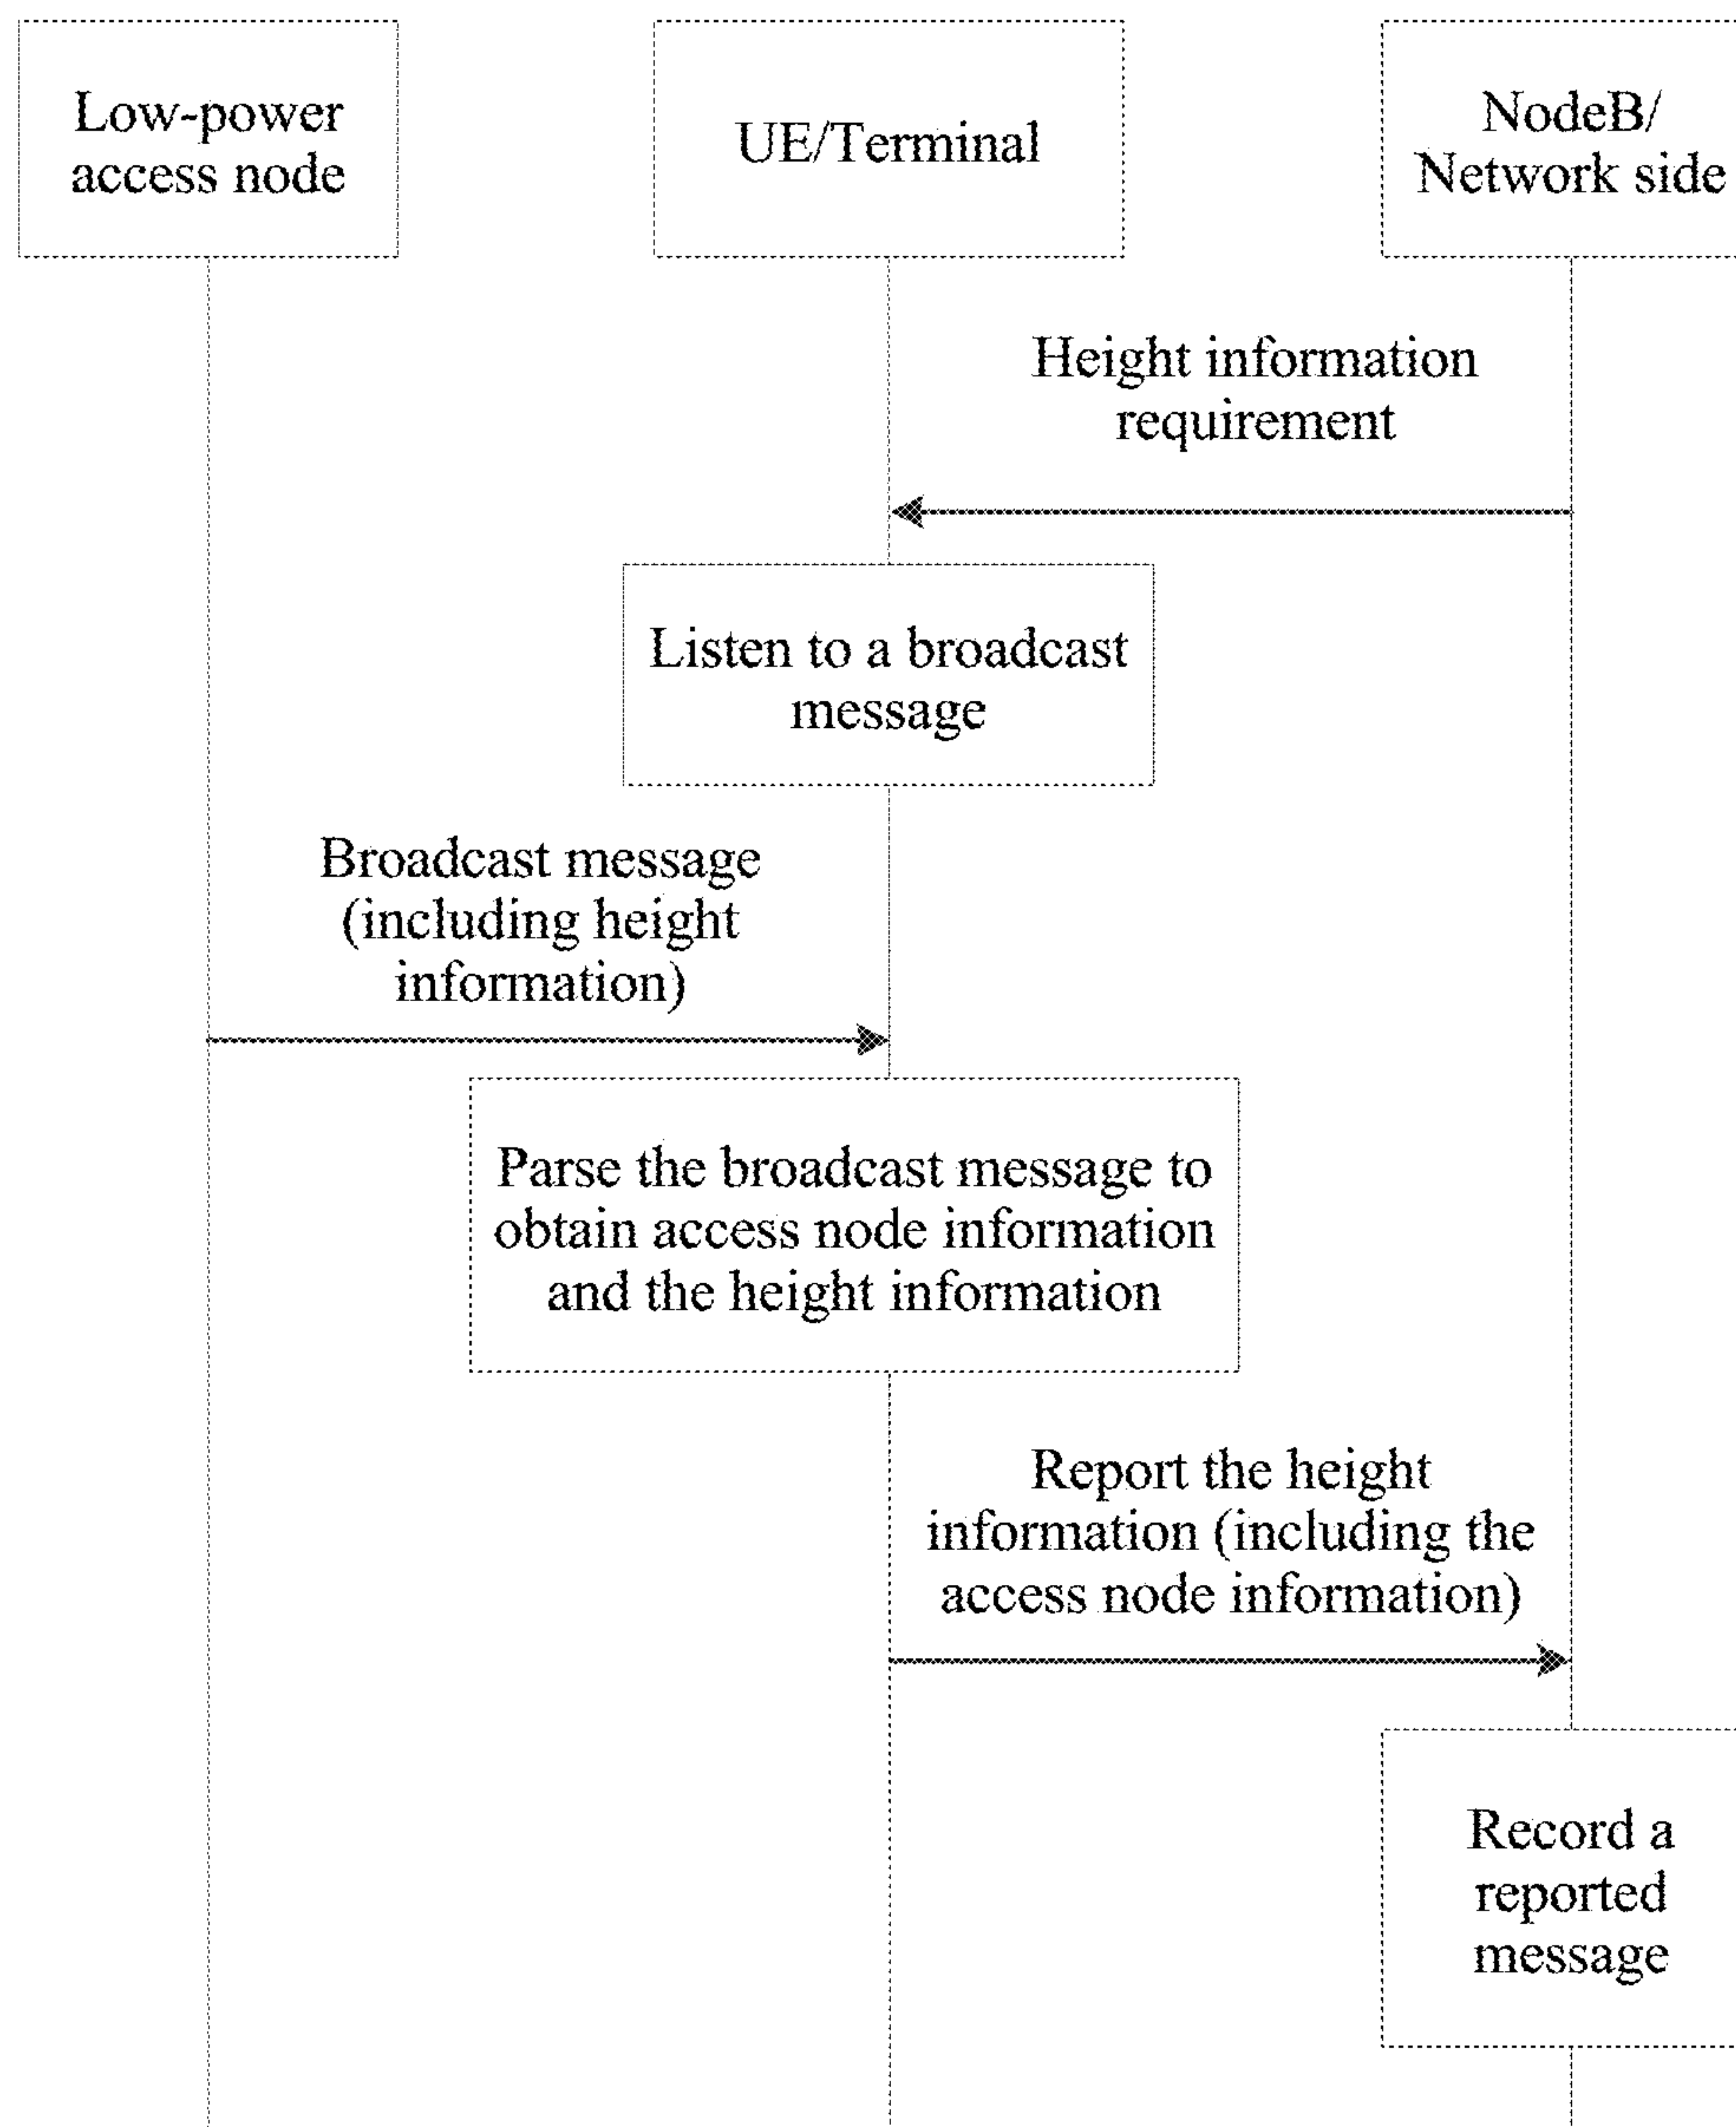 Low-power
access node
UE/Terminal
NodeB/
Network side
Height information
requirement
Listen to a broadcast
message
Broadcast message
(including height
information)
Parse the broadcast message to
obtain access node information
and the height information
Report the height
information (including the
access node information)
Record a
reported
message